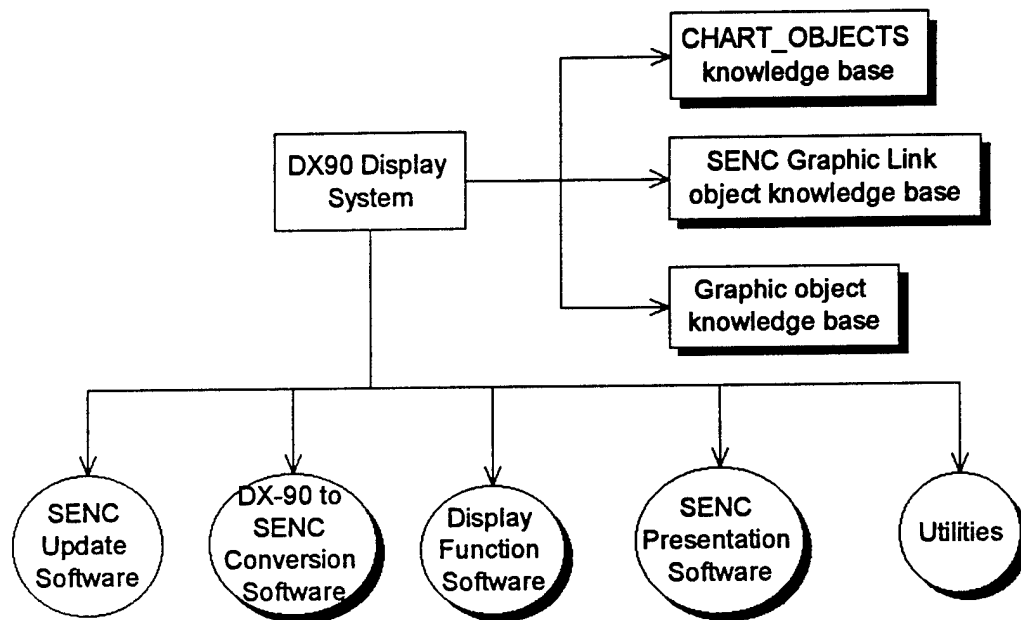 CHART_OBJECTS
knowledge base
DX90 Display
System
SENC Graphic Link
object knowledge base
Graphic object
knowledge base
SENC
Update
Software
DX-90 to
SENC
Conversion
Software
Display
Function
Software
SENC
Presentation
Software
Utilities